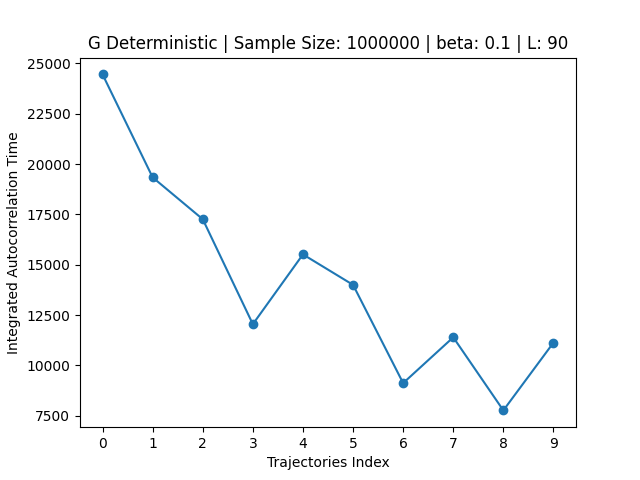 G Deterministic | Sample Size: 1000000 | beta: 0.1 | L: 90
25000
22500
20000
17500
15000
12500
10000
7500
Integrated Autocorrelation Time
0 1 2 3 4 5 6 7 8 9
Trajectories Index